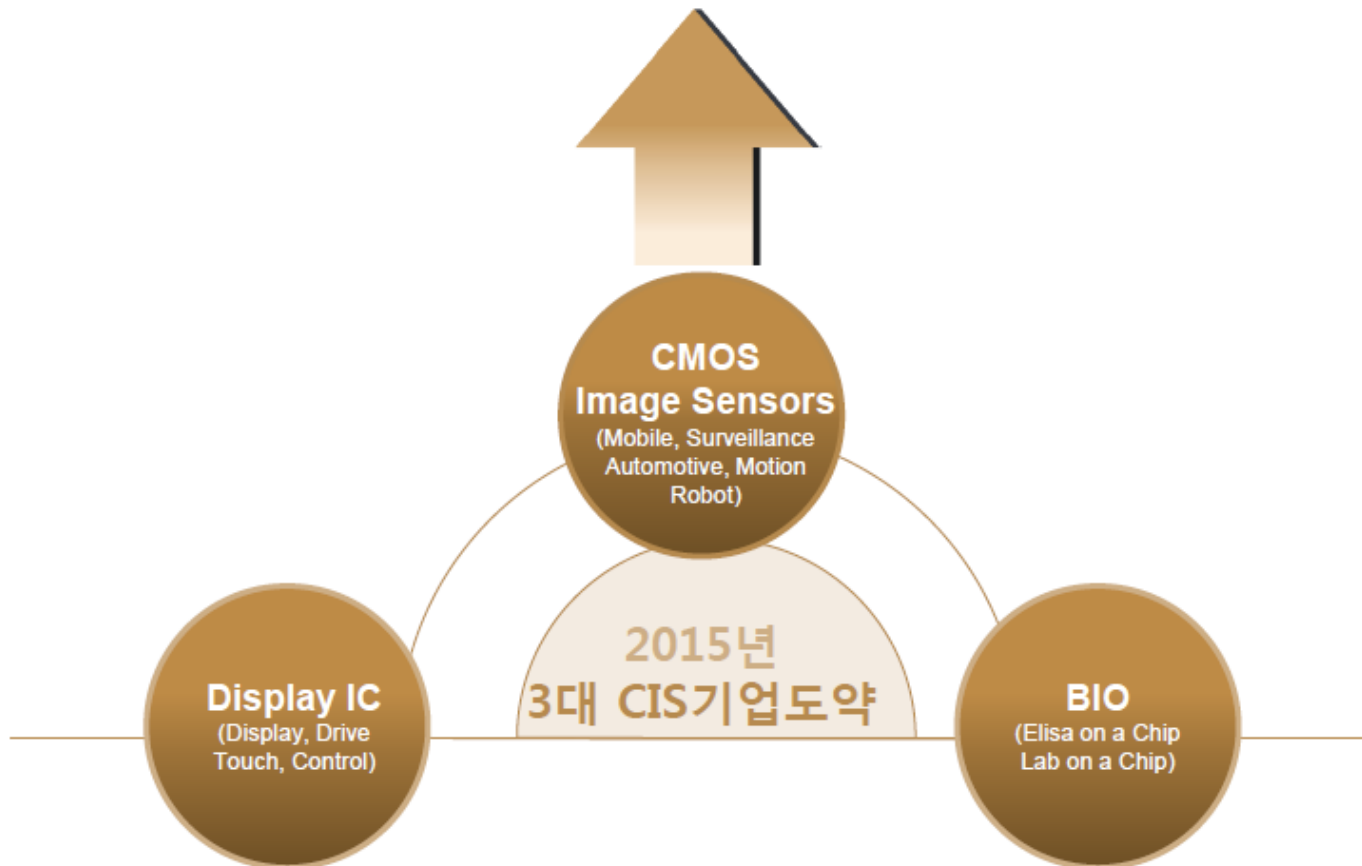 CMOS
Image Sensors
(Mobile, Surveillance
Automotive, Motion
Robot)
2015년
3대 CIS기업도약
Display IC
(Display, Drive
Touch, Control)
BIO
(Elisa on a Chip
Lab on a Chip)